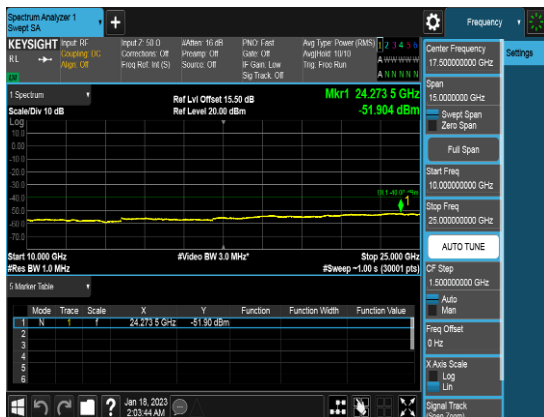 Spectrum Analyzer 1
Swept SA
Frequency
KEYSIGHT
Input: RF
Coupling: DC
Align: Off
Input Z: 50 Ω
Corrections: Off
Freq Ref: Int (S)
#Atten: 16 dB
Preamp: Off
Source: Off
PNO: Fast
Gate: Off
IF Gain: Low
Sig Track: Off
Avg Type: Power (RMS)
Avg|Hold: 10/10
Trig: Free Run
1 2 3 4 5 6
A W W W W W
A N N N N N
R L
Center Frequency
17.500000000 GHz
Settings
Span
15.0000000 GHz
Swept Span
Zero Span
Full Span
Start Freq
10.000000000 GHz
Stop Freq
25.000000000 GHz
AUTO TUNE
CF Step
1.500000000 GHz
Auto
Man
Freq Offset
0 Hz
X Axis Scale
Log
Lin
Signal Track
(Span Zoom)
1 Spectrum
Scale/Div 10 dB
Ref Lvl Offset 15.50 dB
Ref Level 20.00 dBm
Mkr1 24.273 5 GHz
-51.904 dBm
Log
10.0
0.00
-10.0
-20.0
-30.0
-40.0
-50.0
-60.0
-70.0
1
Start 10.000 GHz
#Video BW 3.0 MHz*
Stop 25.000 GHz
#Res BW 1.0 MHz
#Sweep ~1.00 s (30001 pts)
5 Marker Table
Mode Trace Scale X Y Function Function Width Function Value
1 N 1 f 24.273 5 GHz -51.90 dBm
2
3
4
5
6
?
Jan 18, 2023
2:03:44 AM